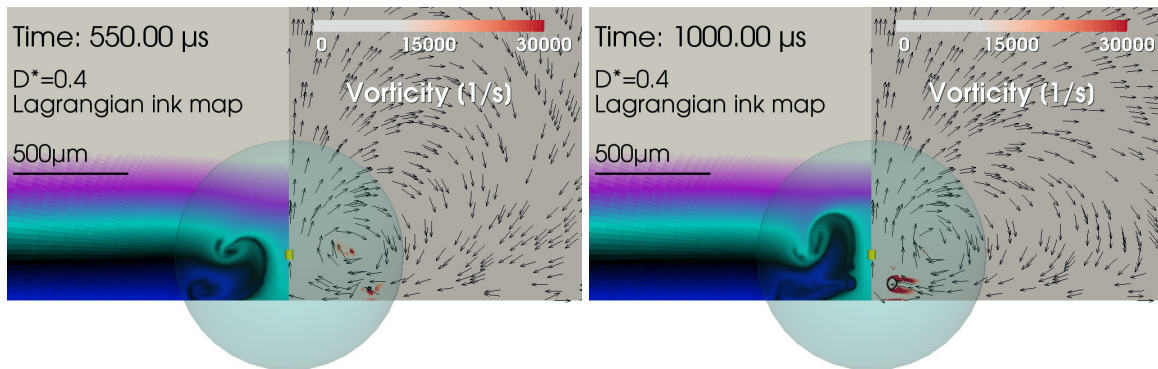 Time: 550.00 µs
D*=0.4
Lagrangian ink map
500µm
0 15000 30000
Vorticity (1/s)
Time: 1000.00 µs
D*=0.4
Lagrangian ink map
500µm
0 15000 30000
Vorticity (1/s)